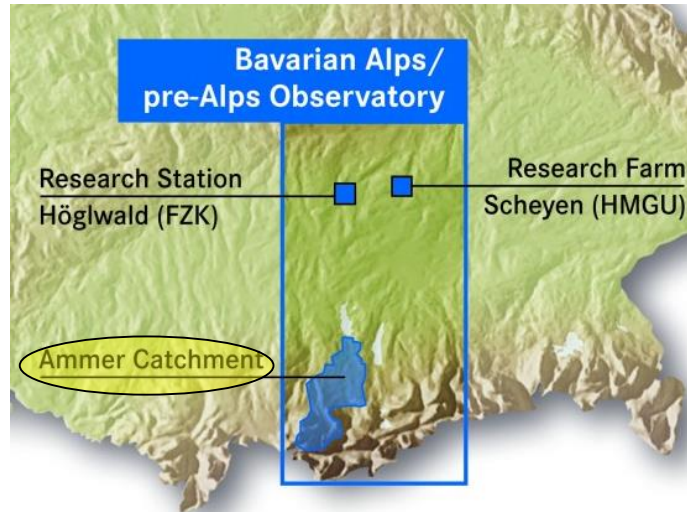 Bavarian Alps/
pre-Alps Observatory
Research Station
Höglwald (FZK)
Research Farm
Scheyen (HMGU)
Ammer Catchment